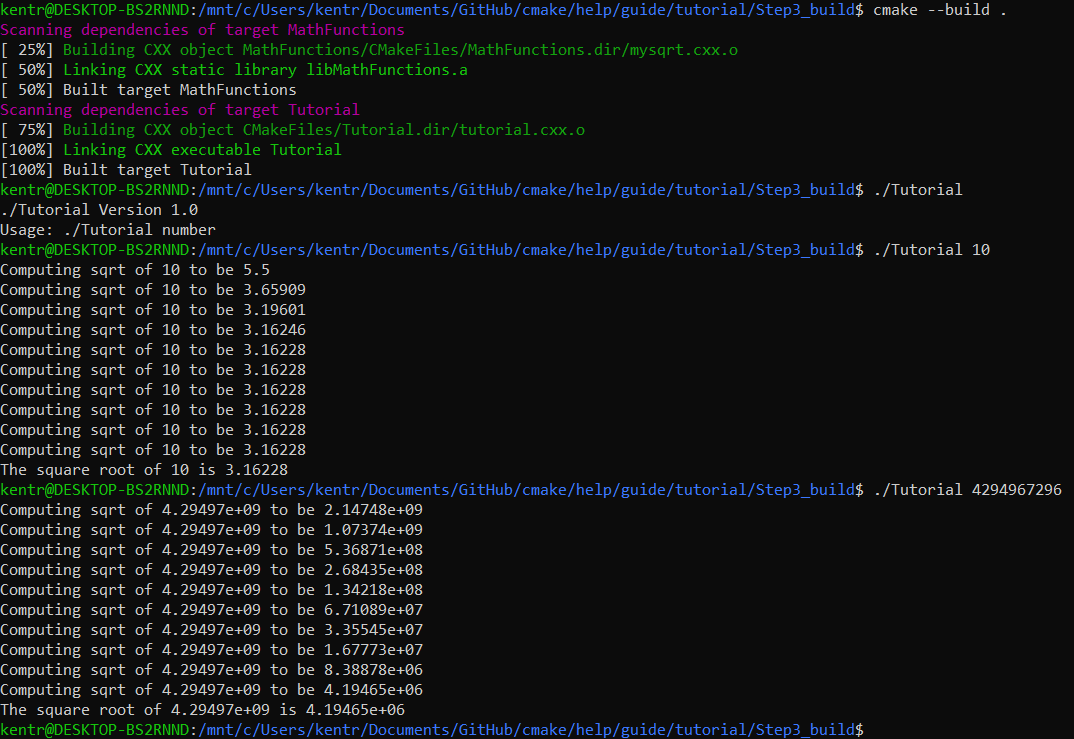 kentr@DESKTOP-BS2RNND:/mnt/c/Users/kentr/Documents/GitHub/cmake/help/guide/tutorial/Step3_build$ cmake --build .
Scanning dependencies of target MathFunctions
[ 25%] Building CXX object MathFunctions/CMakeFiles/MathFunctions.dir/mysqrt.cxx.o
[ 50%] Linking CXX static library libMathFunctions.a
[ 50%] Built target MathFunctions
Scanning dependencies of target Tutorial
[ 75%] Building CXX object CMakeFiles/Tutorial.dir/tutorial.cxx.o
[100%] Linking CXX executable Tutorial
[100%] Built target Tutorial
kentr@DESKTOP-BS2RNND:/mnt/c/Users/kentr/Documents/GitHub/cmake/help/guide/tutorial/Step3_build$ ./Tutorial
./Tutorial Version 1.0
Usage: ./Tutorial number
kentr@DESKTOP-BS2RNND:/mnt/c/Users/kentr/Documents/GitHub/cmake/help/guide/tutorial/Step3_build$ ./Tutorial 10
Computing sqrt of 10 to be 5.5
Computing sqrt of 10 to be 3.65909
Computing sqrt of 10 to be 3.19601
Computing sqrt of 10 to be 3.16246
Computing sqrt of 10 to be 3.16228
Computing sqrt of 10 to be 3.16228
Computing sqrt of 10 to be 3.16228
Computing sqrt of 10 to be 3.16228
Computing sqrt of 10 to be 3.16228
Computing sqrt of 10 to be 3.16228
The square root of 10 is 3.16228
kentr@DESKTOP-BS2RNND:/mnt/c/Users/kentr/Documents/GitHub/cmake/help/guide/tutorial/Step3_build$ ./Tutorial 4294967296
Computing sqrt of 4.29497e+09 to be 2.14748e+09
Computing sqrt of 4.29497e+09 to be 1.07374e+09
Computing sqrt of 4.29497e+09 to be 5.36871e+08
Computing sqrt of 4.29497e+09 to be 2.68435e+08
Computing sqrt of 4.29497e+09 to be 1.34218e+08
Computing sqrt of 4.29497e+09 to be 6.71089e+07
Computing sqrt of 4.29497e+09 to be 3.35545e+07
Computing sqrt of 4.29497e+09 to be 1.67773e+07
Computing sqrt of 4.29497e+09 to be 8.38878e+06
Computing sqrt of 4.29497e+09 to be 4.19465e+06
The square root of 4.29497e+09 is 4.19465e+06
kentr@DESKTOP-BS2RNND:/mnt/c/Users/kentr/Documents/GitHub/cmake/help/guide/tutorial/Step3_build$